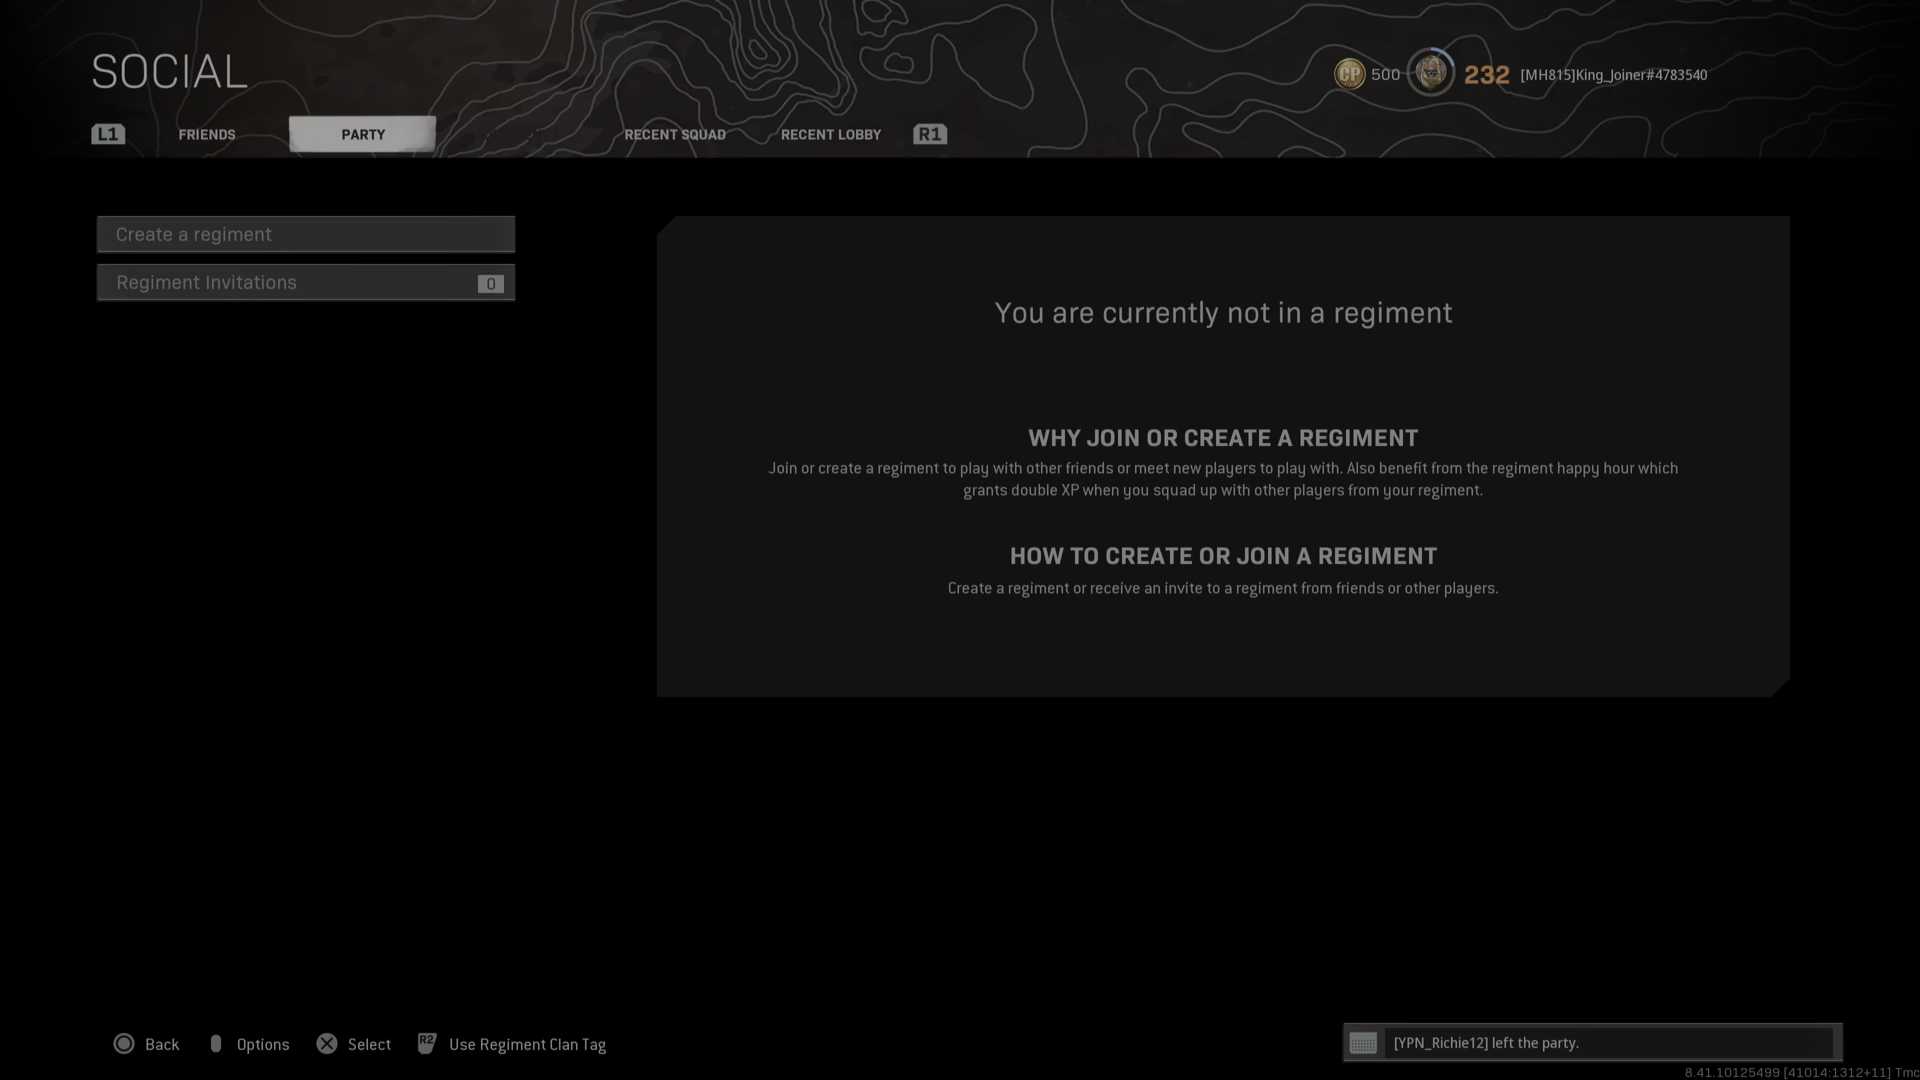 SOCIAL
CP 500 232 [MH815]King_Joiner#4783540
L1 FRIENDS PARTY RECENT SQUAD RECENT LOBBY R1
Create a regiment
Regiment Invitations 0
You are currently not in a regiment
WHY JOIN OR CREATE A REGIMENT
Join or create a regiment to play with other friends or meet new players to play with. Also benefit from the regiment happy hour which
grants double XP when you squad up with other players from your regiment.
HOW TO CREATE OR JOIN A REGIMENT
Create a regiment or receive an invite to a regiment from friends or other players.
Back Options Select R2 Use Regiment Clan Tag
[YPN_Richie12] left the party.
8.41.10125499 [41014:1312+11] Tmc